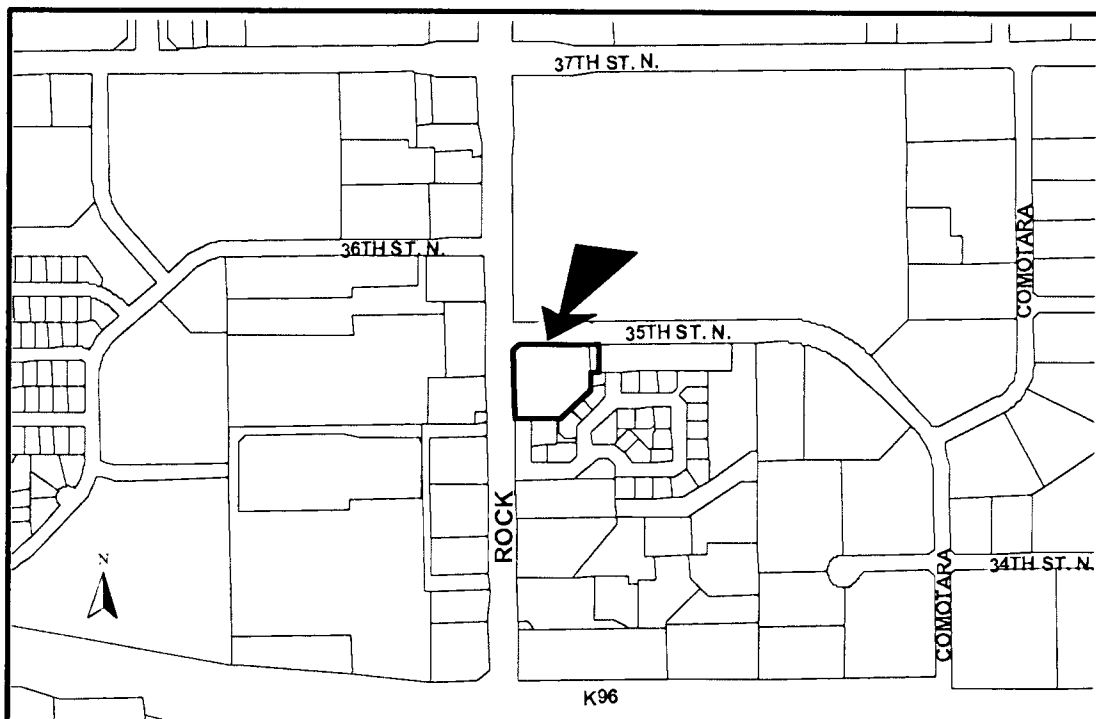 37TH ST. N.
36TH ST. N.
COMOTARA
35TH ST. N.
ROCK
N
34TH ST. N.
COMOTARA
K96